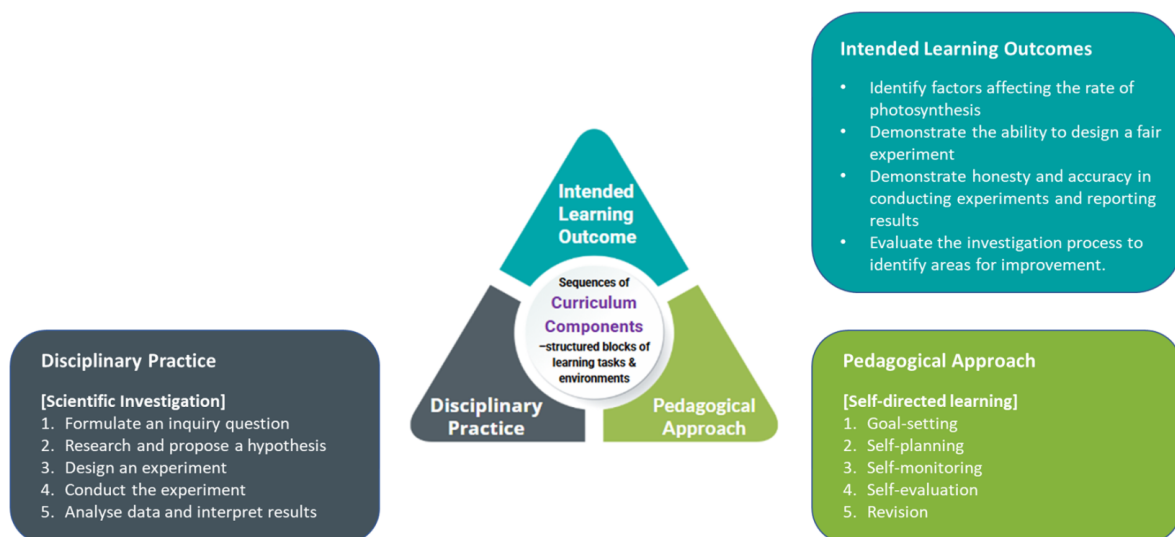 Intended Learning Outcomes
• Identify factors affecting the rate of
photosynthesis
• Demonstrate the ability to design a fair
experiment
• Demonstrate honesty and accuracy in
conducting experiments and reporting
results
• Evaluate the investigation process to
identify areas for improvement.
Intended
Learning
Outcome
Sequences of
Curriculum
Components
–structured blocks of
learning tasks &
environments
Disciplinary
Practice
Pedagogical
Approach
Disciplinary Practice
[Scientific Investigation]
1. Formulate an inquiry question
2. Research and propose a hypothesis
3. Design an experiment
4. Conduct the experiment
5. Analyse data and interpret results
Pedagogical Approach
[Self-directed learning]
1. Goal-setting
2. Self-planning
3. Self-monitoring
4. Self-evaluation
5. Revision